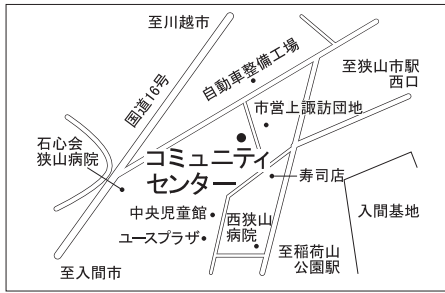 至川越市
国道16号
自動車整備工場
至狭山市駅
西口
市営上諏訪団地
石心会
狭山病院
コミュニティ
センター
寿司店
中央児童館
西狭山
病院
入間基地
ユースプラザ
至稲荷山
公園駅
至入間市